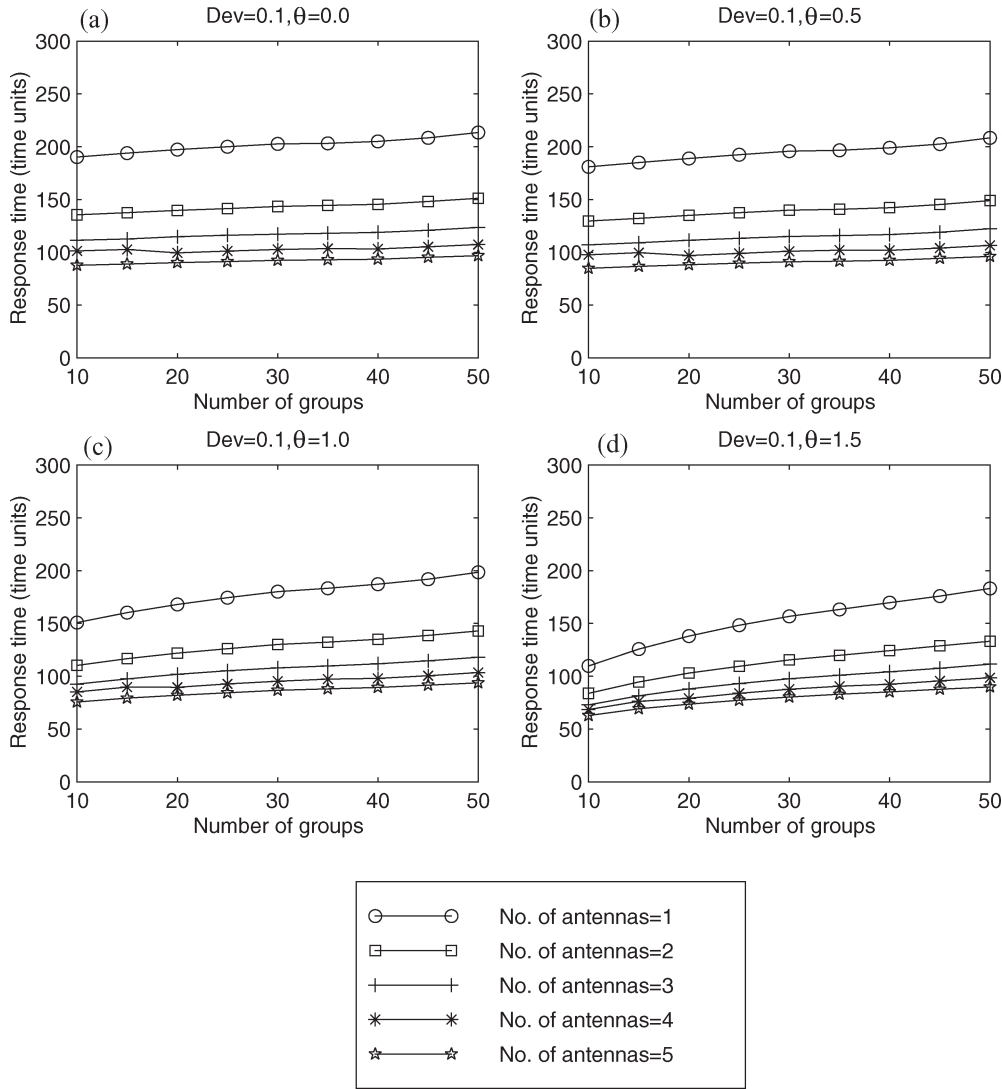 (a) Dev=0.1,θ=0.0
300
250
200
150
100
50
0
Response time (time units)
10 20 30 40 50
Number of groups
(b) Dev=0.1,θ=0.5
300
250
200
150
100
50
0
Response time (time units)
10 20 30 40 50
Number of groups
(c) Dev=0.1,θ=1.0
300
250
200
150
100
50
0
Response time (time units)
10 20 30 40 50
Number of groups
(d) Dev=0.1,θ=1.5
300
250
200
150
100
50
0
Response time (time units)
10 20 30 40 50
Number of groups
No. of antennas=1
No. of antennas=2
No. of antennas=3
No. of antennas=4
No. of antennas=5